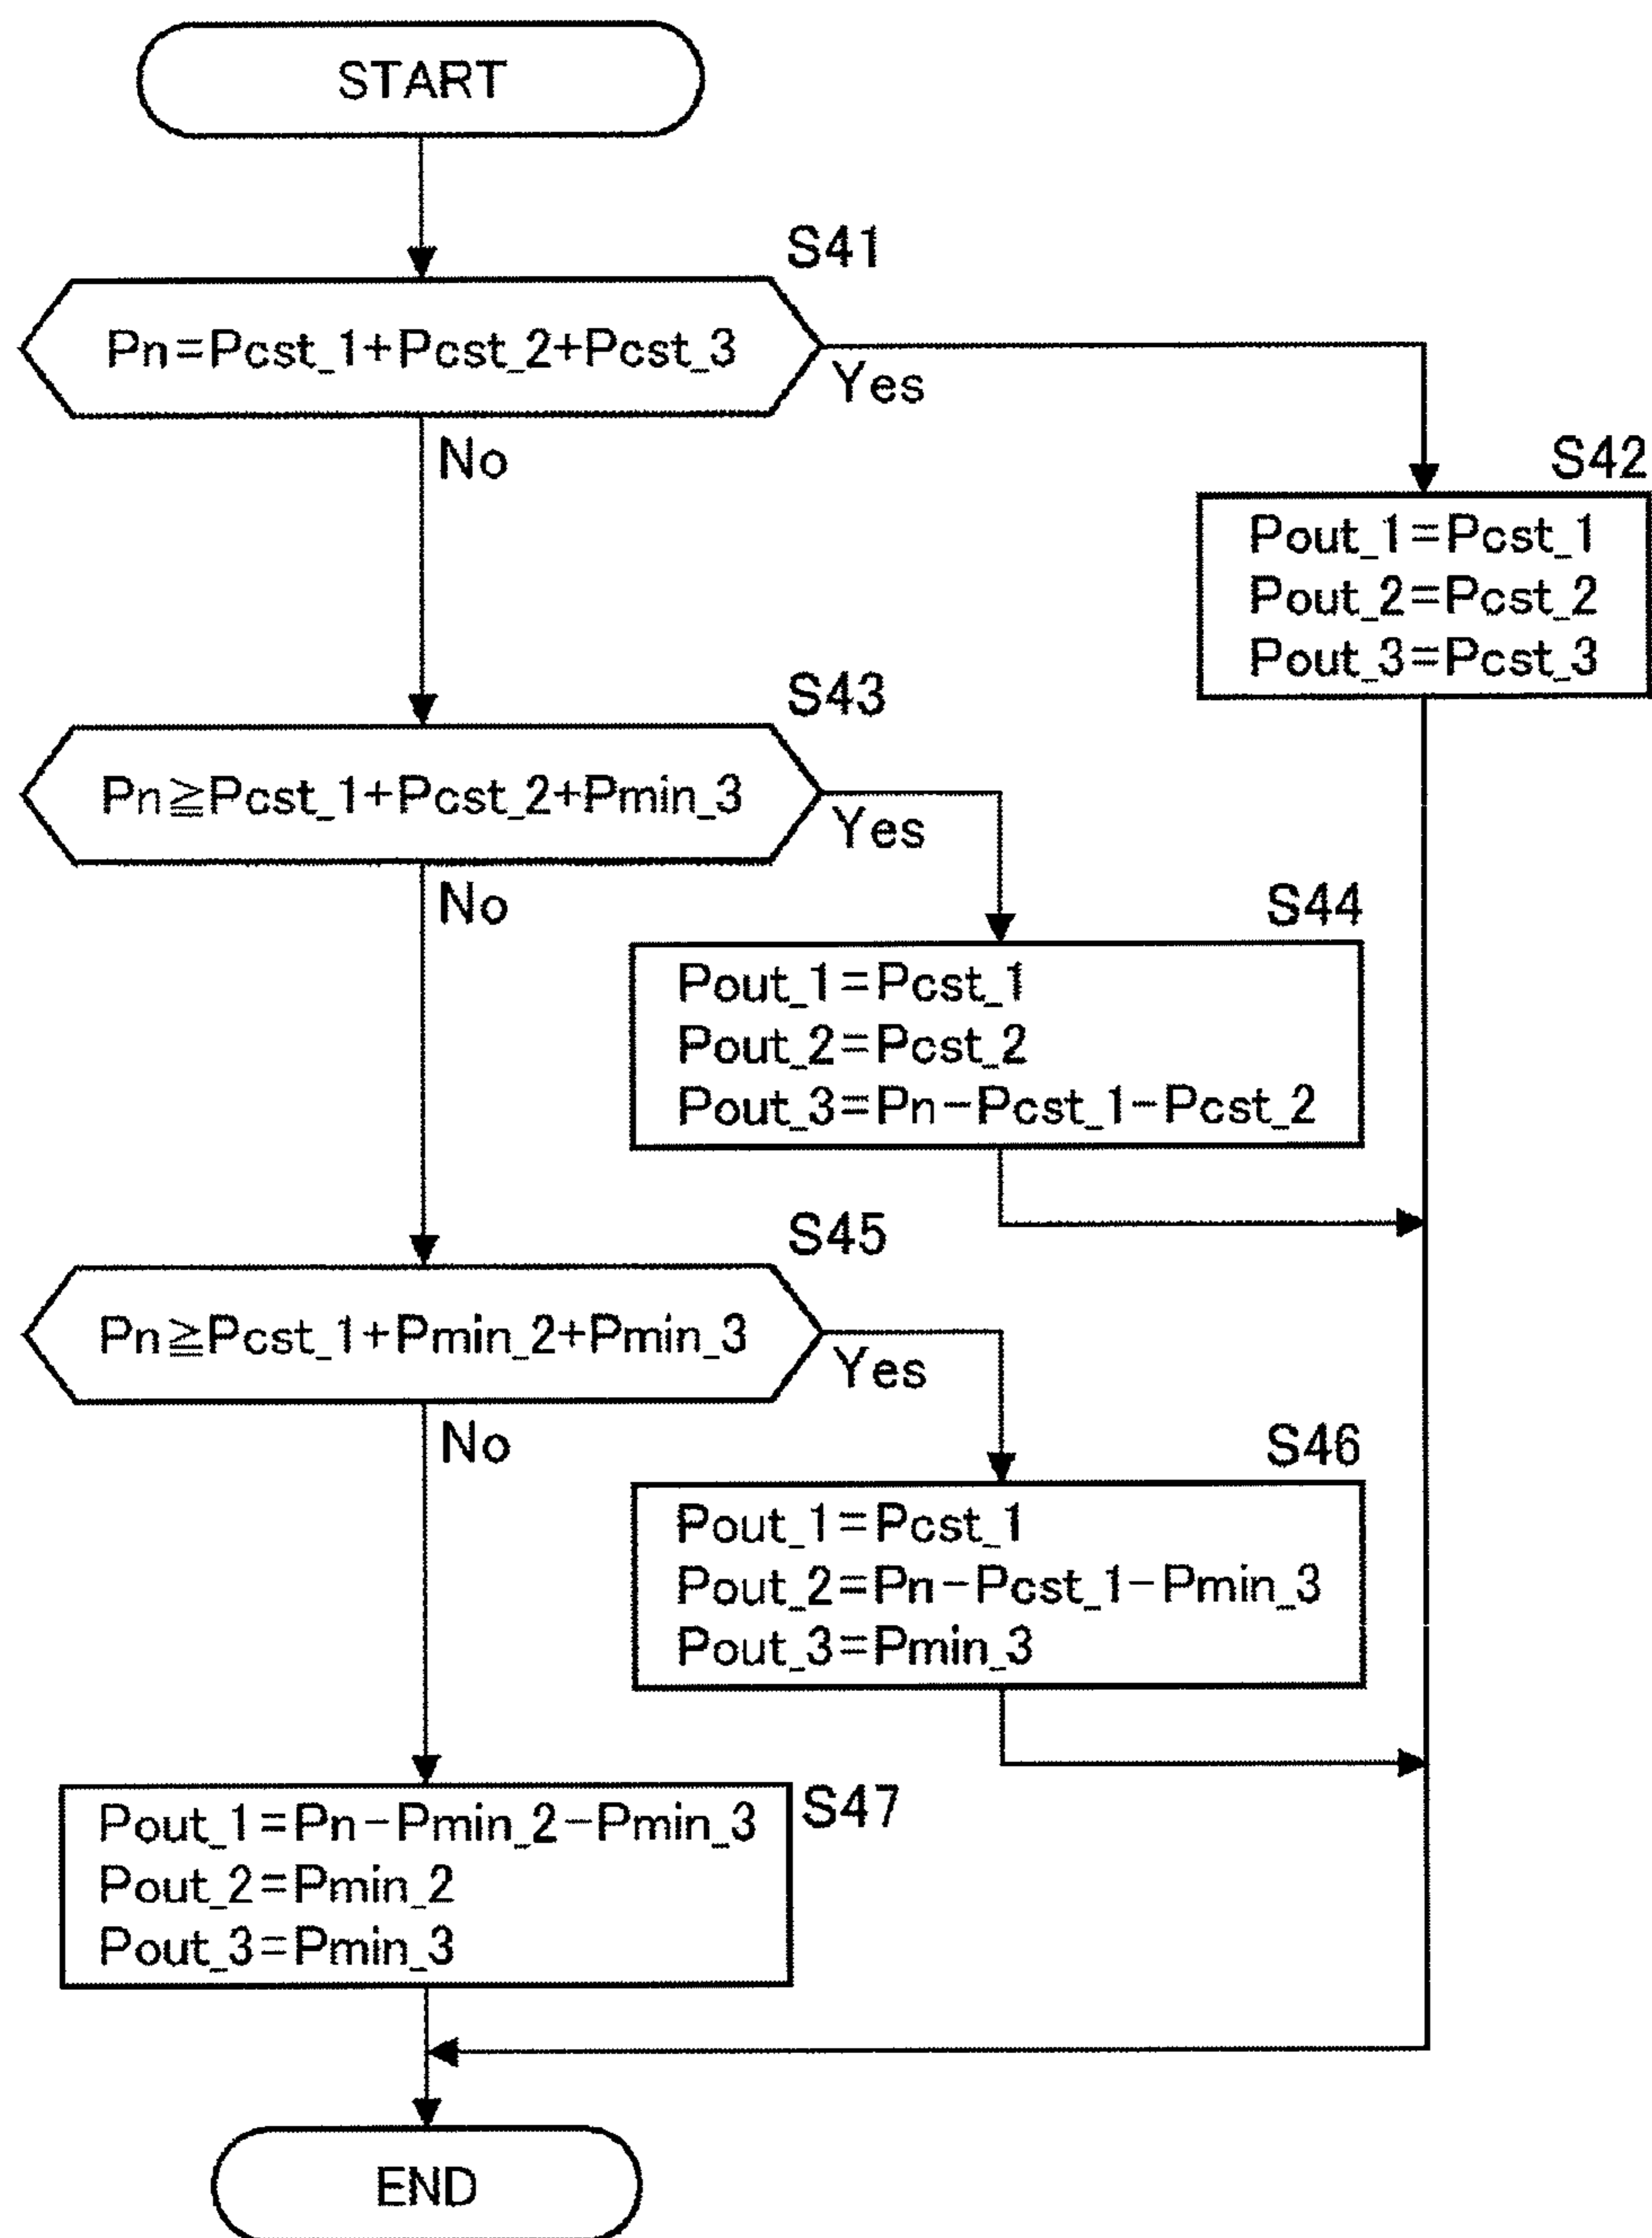 START
S41
Pn=Pcst_1+Pcst_2+Pcst_3
Yes
No
S42
Pout_1=Pcst_1
Pout_2=Pcst_2
Pout_3=Pcst_3
S43
Pn≧Pcst_1+Pcst_2+Pmin_3
Yes
No
S44
Pout_1=Pcst_1
Pout_2=Pcst_2
Pout_3=Pn-Pcst_1-Pcst_2
S45
Pn≧Pcst_1+Pmin_2+Pmin_3
Yes
No
S46
Pout_1=Pcst_1
Pout_2=Pn-Pcst_1-Pmin_3
Pout_3=Pmin_3
S47
Pout_1=Pn-Pmin_2-Pmin_3
Pout_2=Pmin_2
Pout_3=Pmin_3
END